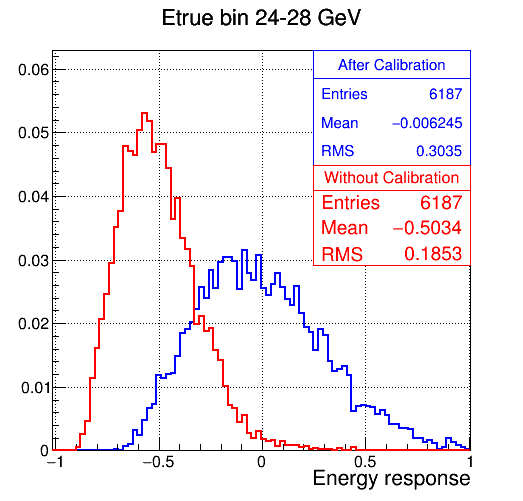 Etrue bin 24-28 GeV
After Calibration
Entries 6187
Mean −0.006245
RMS 0.3035
Without Calibration
Entries 6187
Mean −0.5034
RMS 0.1853
0.06
0.05
0.04
0.03
0.02
0.01
0
−1 −0.5 0 0.5 1
Energy response